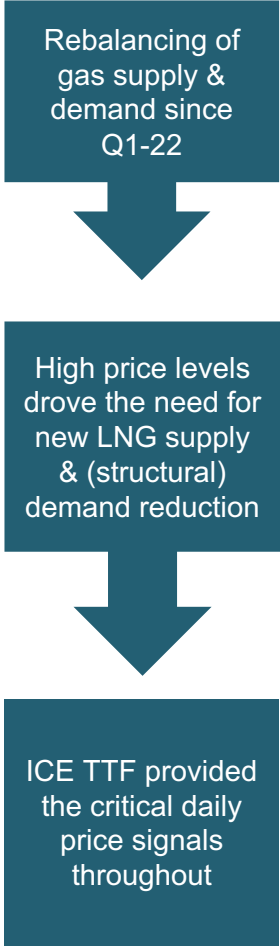 Rebalancing of
gas supply &
demand since
Q1-22
High price levels
drove the need for
new LNG supply
& (structural)
demand reduction
ICE TTF provided
the critical daily
price signals
throughout